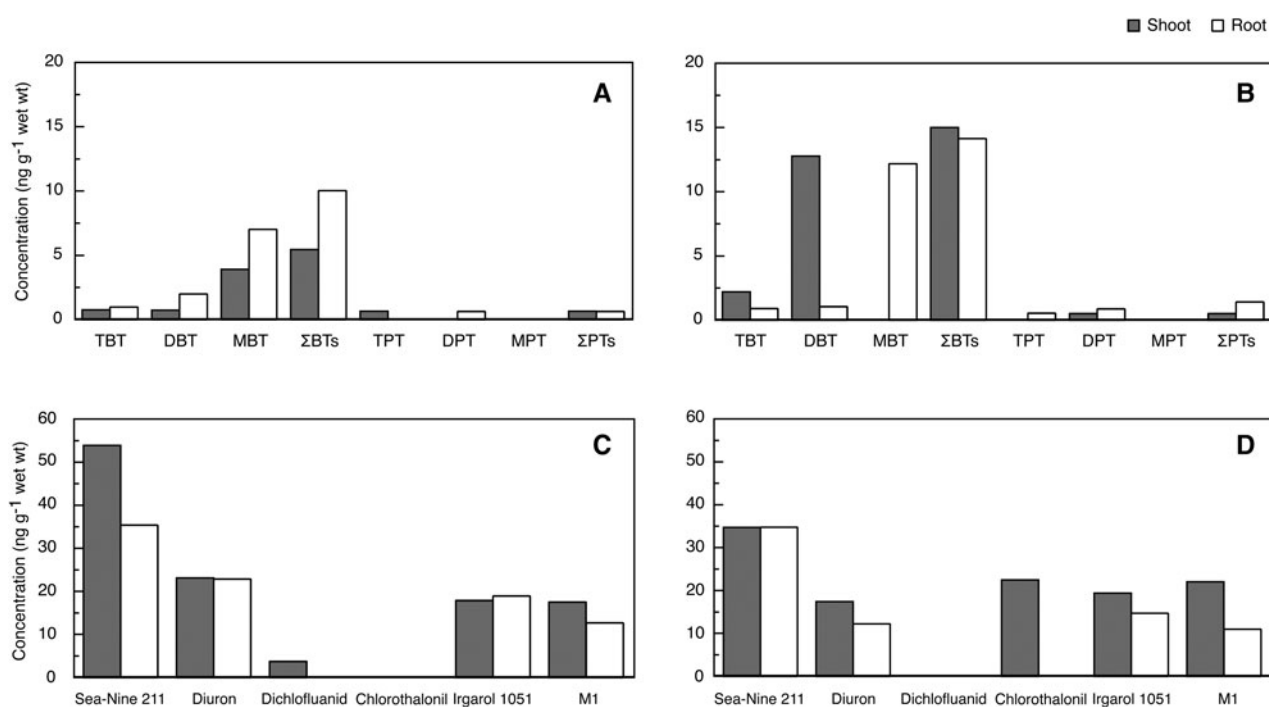 Shoot Root
Concentration (ng g⁻¹ wet wt)
20
15
10
5
0
A
TBT DBT MBT ΣBTs TPT DPT MPT ΣPTs
20
15
10
5
0
B
TBT DBT MBT ΣBTs TPT DPT MPT ΣPTs
Concentration (ng g⁻¹ wet wt)
60
50
40
30
20
10
0
C
Sea-Nine 211 Diuron Dichlofluanid Chlorothalonil Irgarol 1051 M1
60
50
40
30
20
10
0
D
Sea-Nine 211 Diuron Dichlofluanid Chlorothalonil Irgarol 1051 M1